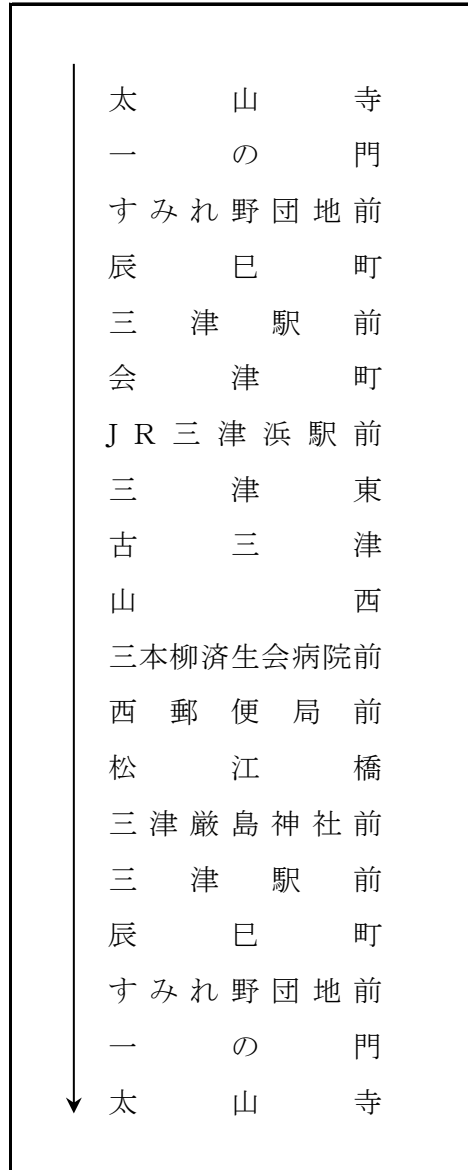 太山寺
一の門
すみれ野団地前
辰巳町
三津駅前
会津町
JR三津浜駅前
三津東
古三津
山西
三本柳済生会病院前
西郵便局前
松江橋
三津厳島神社前
三津駅前
辰巳町
すみれ野団地前
一の門
太山寺